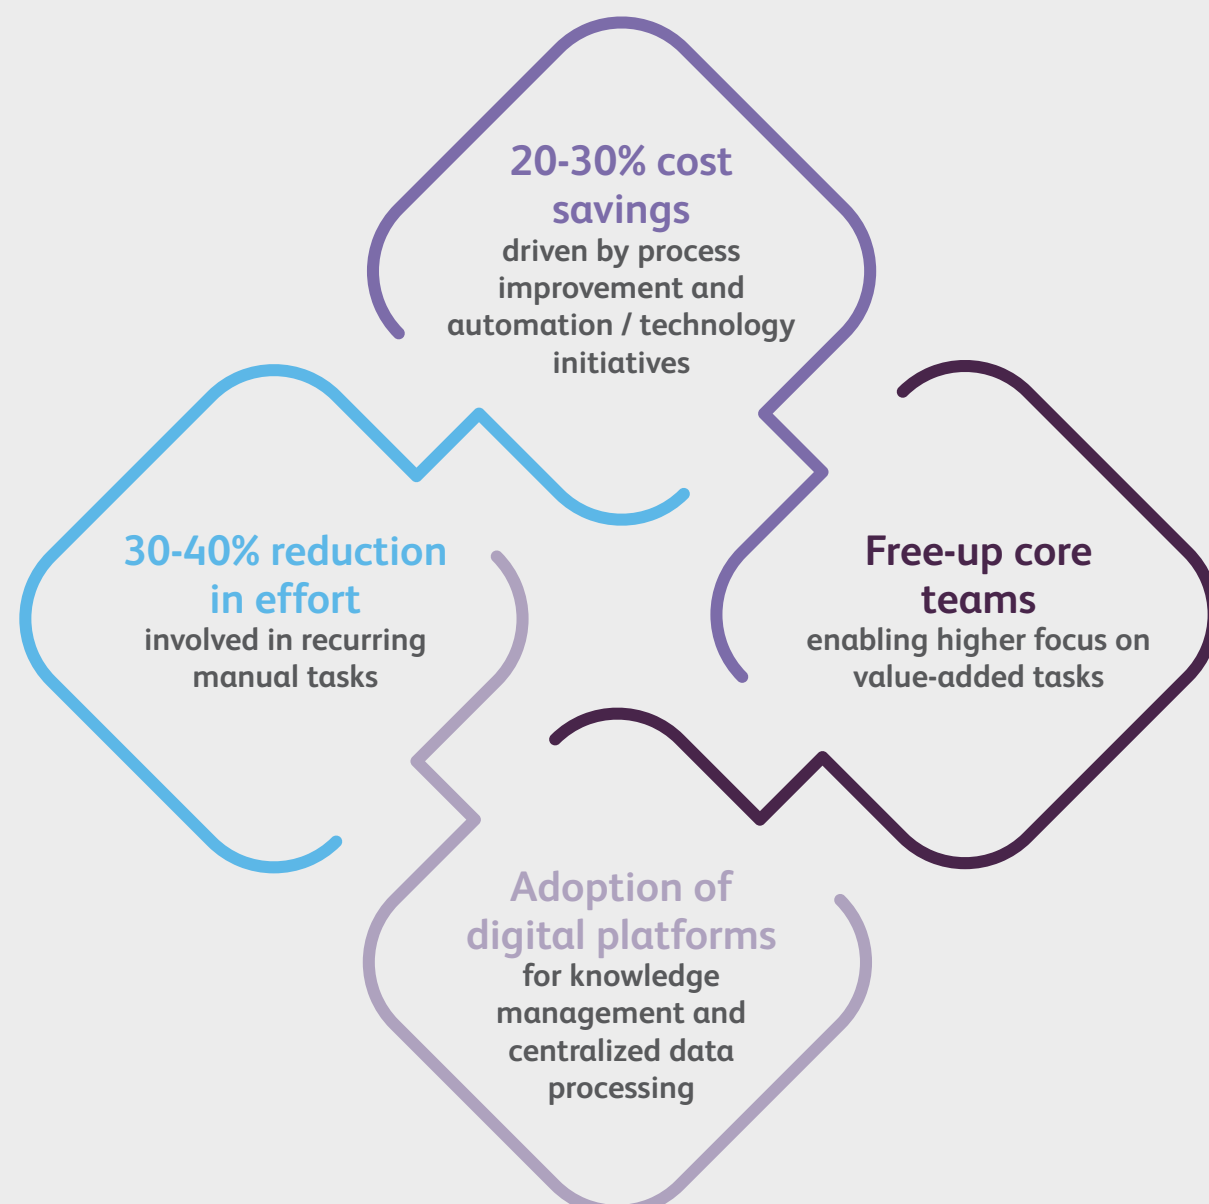 20-30% cost
savings
driven by process
improvement and
automation / technology
initiatives
30-40% reduction
in effort
involved in recurring
manual tasks
Free-up core
teams
enabling higher focus on
value-added tasks
Adoption of
digital platforms
for knowledge
management and
centralized data
processing